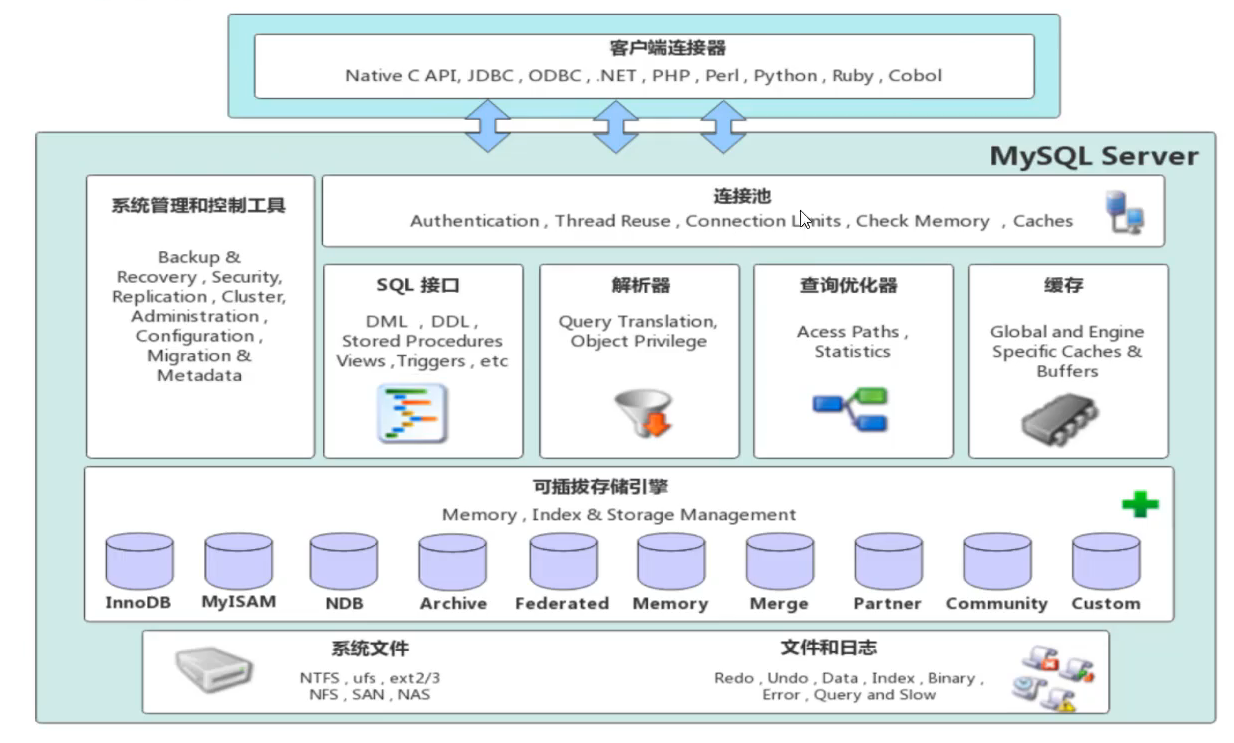 客户端连接器
Native C API, JDBC , ODBC , .NET , PHP , Perl , Python , Ruby , Cobol
MySQL Server
系统管理和控制工具
Backup &
Recovery , Security,
Replication , Cluster,
Administration ,
Configuration ,
Migration &
Metadata
连接池
Authentication , Thread Reuse , Connection Limits , Check Memory , Caches
SQL 接口
DML , DDL ,
Stored Procedures
Views , Triggers , etc
解析器
Query Translation,
Object Privilege
查询优化器
Acess Paths ,
Statistics
缓存
Global and Engine
Specific Caches &
Buffers
可插拔存储引擎
Memory , Index & Storage Management
InnoDB
MyISAM
NDB
Archive
Federated
Memory
Merge
Partner
Community
Custom
系统文件
NTFS , ufs , ext2/3
NFS , SAN , NAS
文件和日志
Redo , Undo , Data , Index , Binary ,
Error , Query and Slow